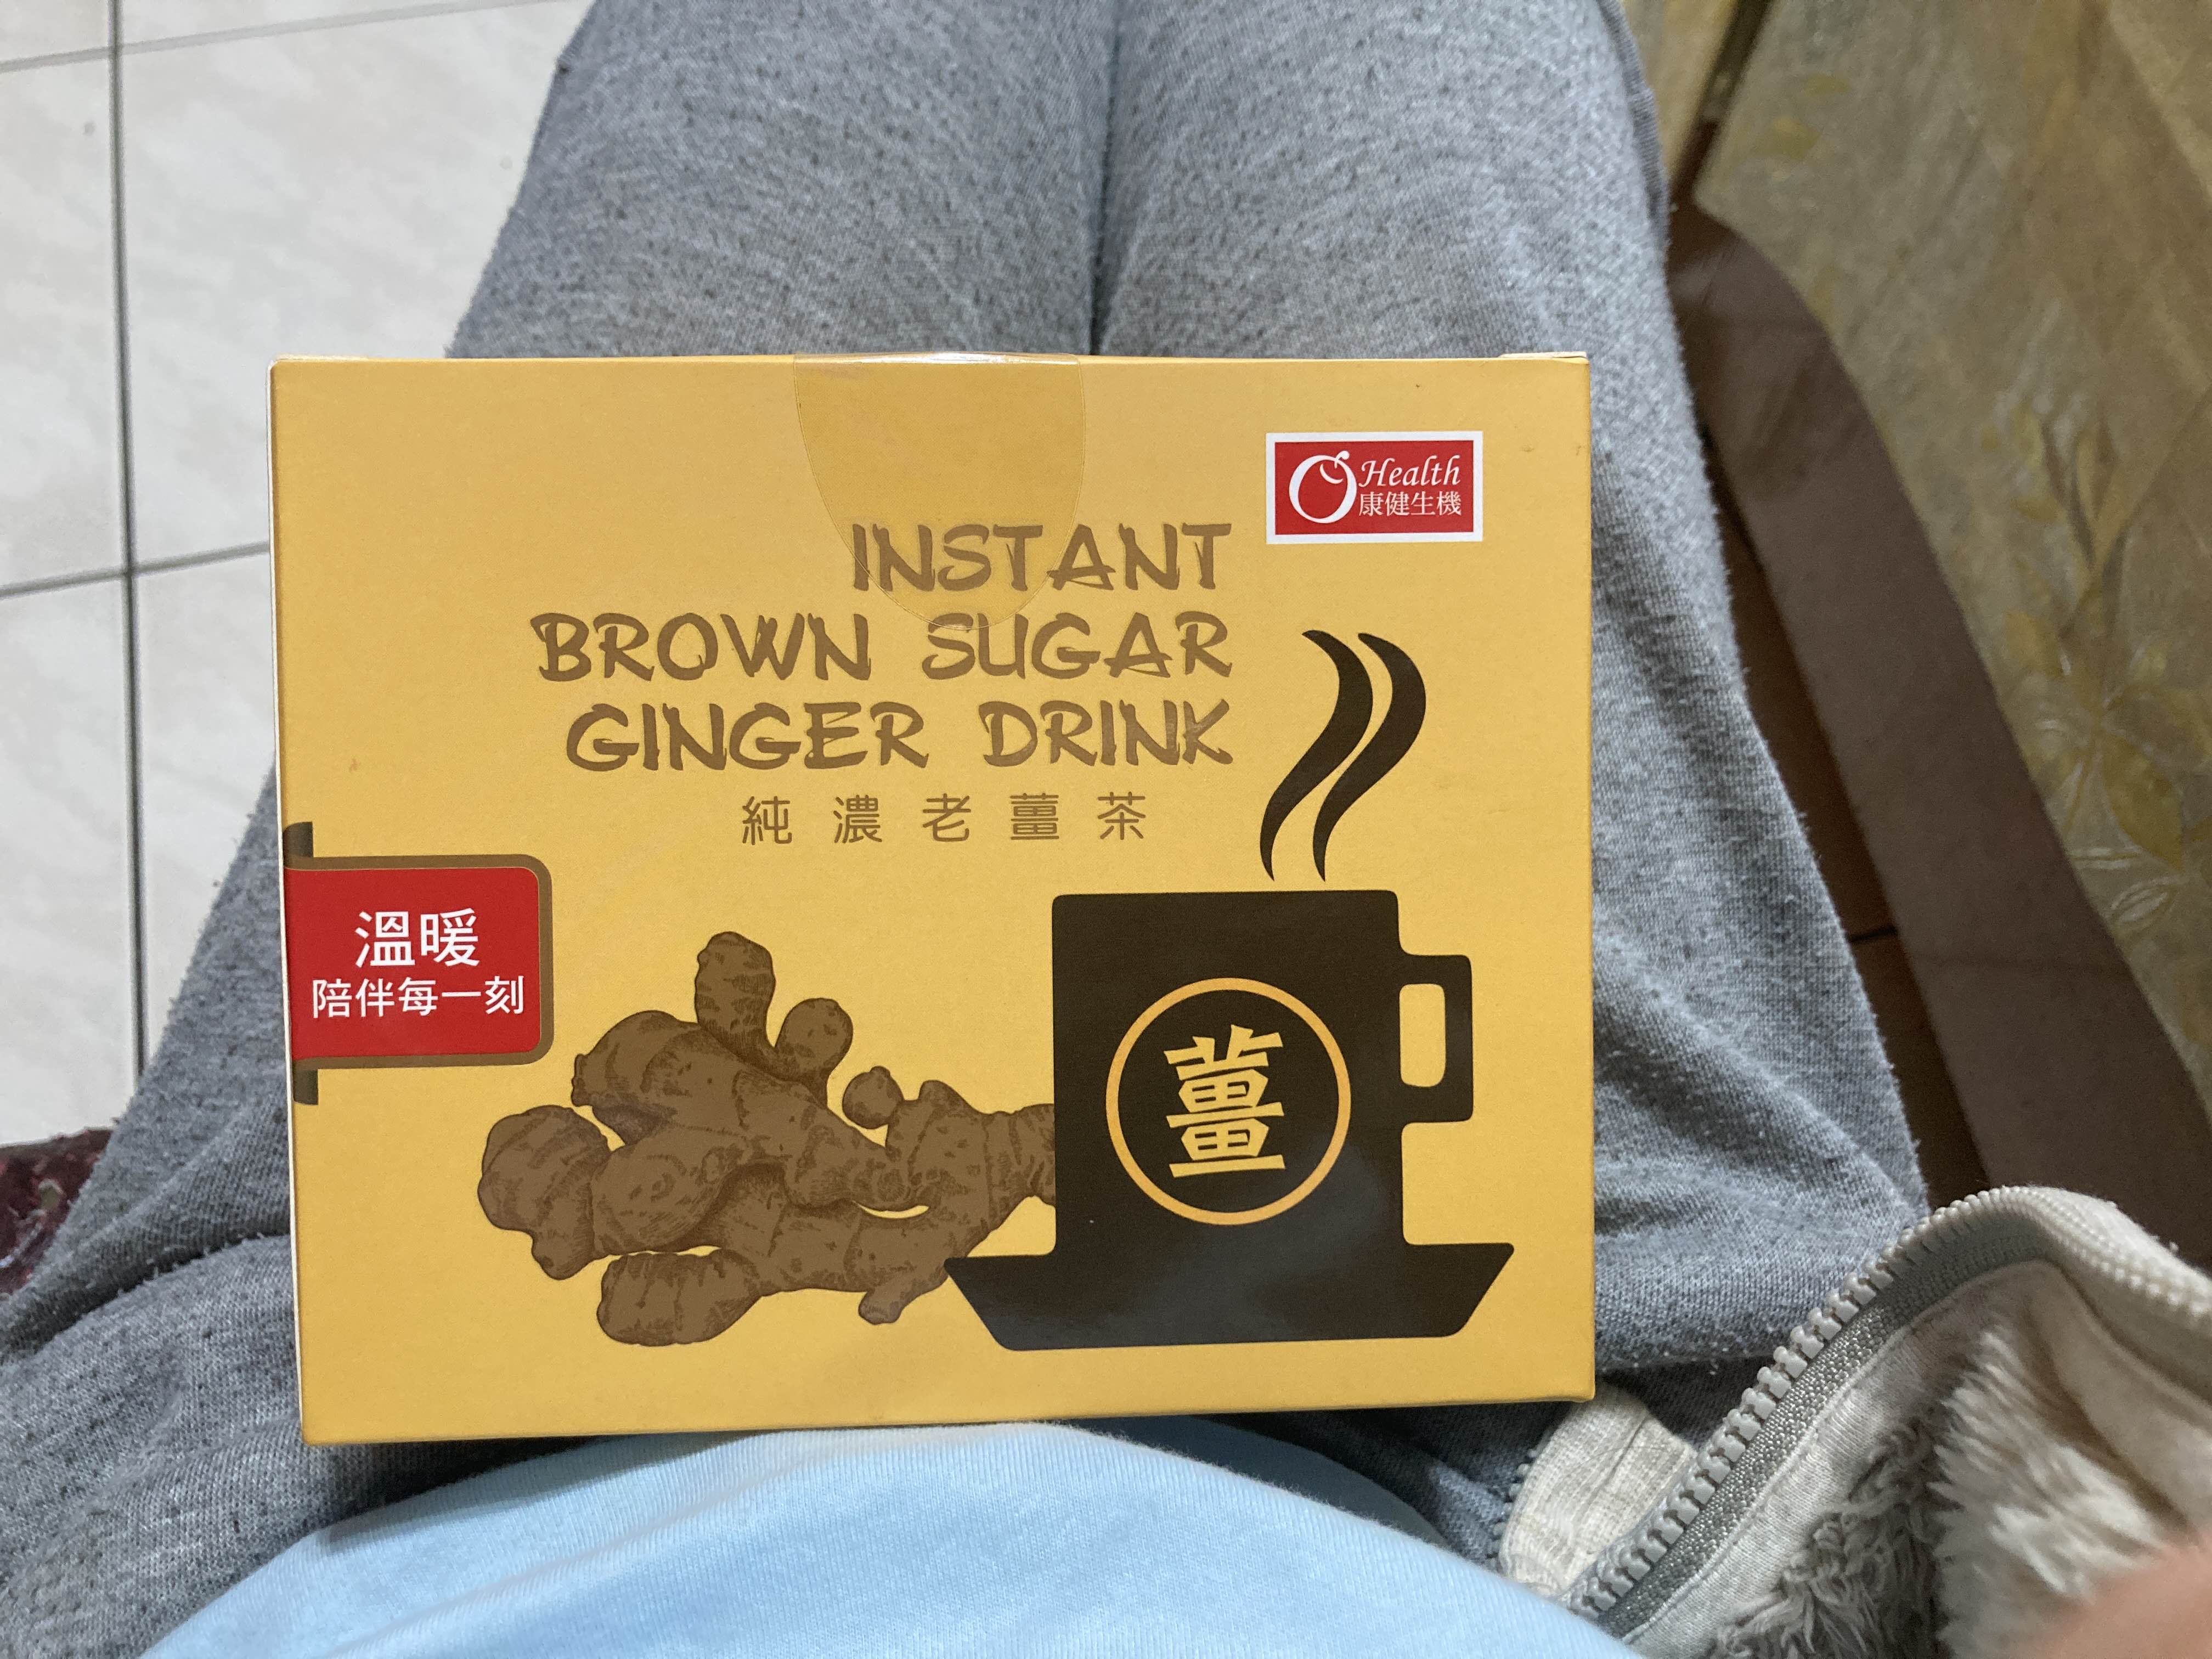 Health
康健生機
INSTANT
BROWN SUGAR
GINGER DRINK
純濃老薑茶
溫暖
陪伴每一刻
薑